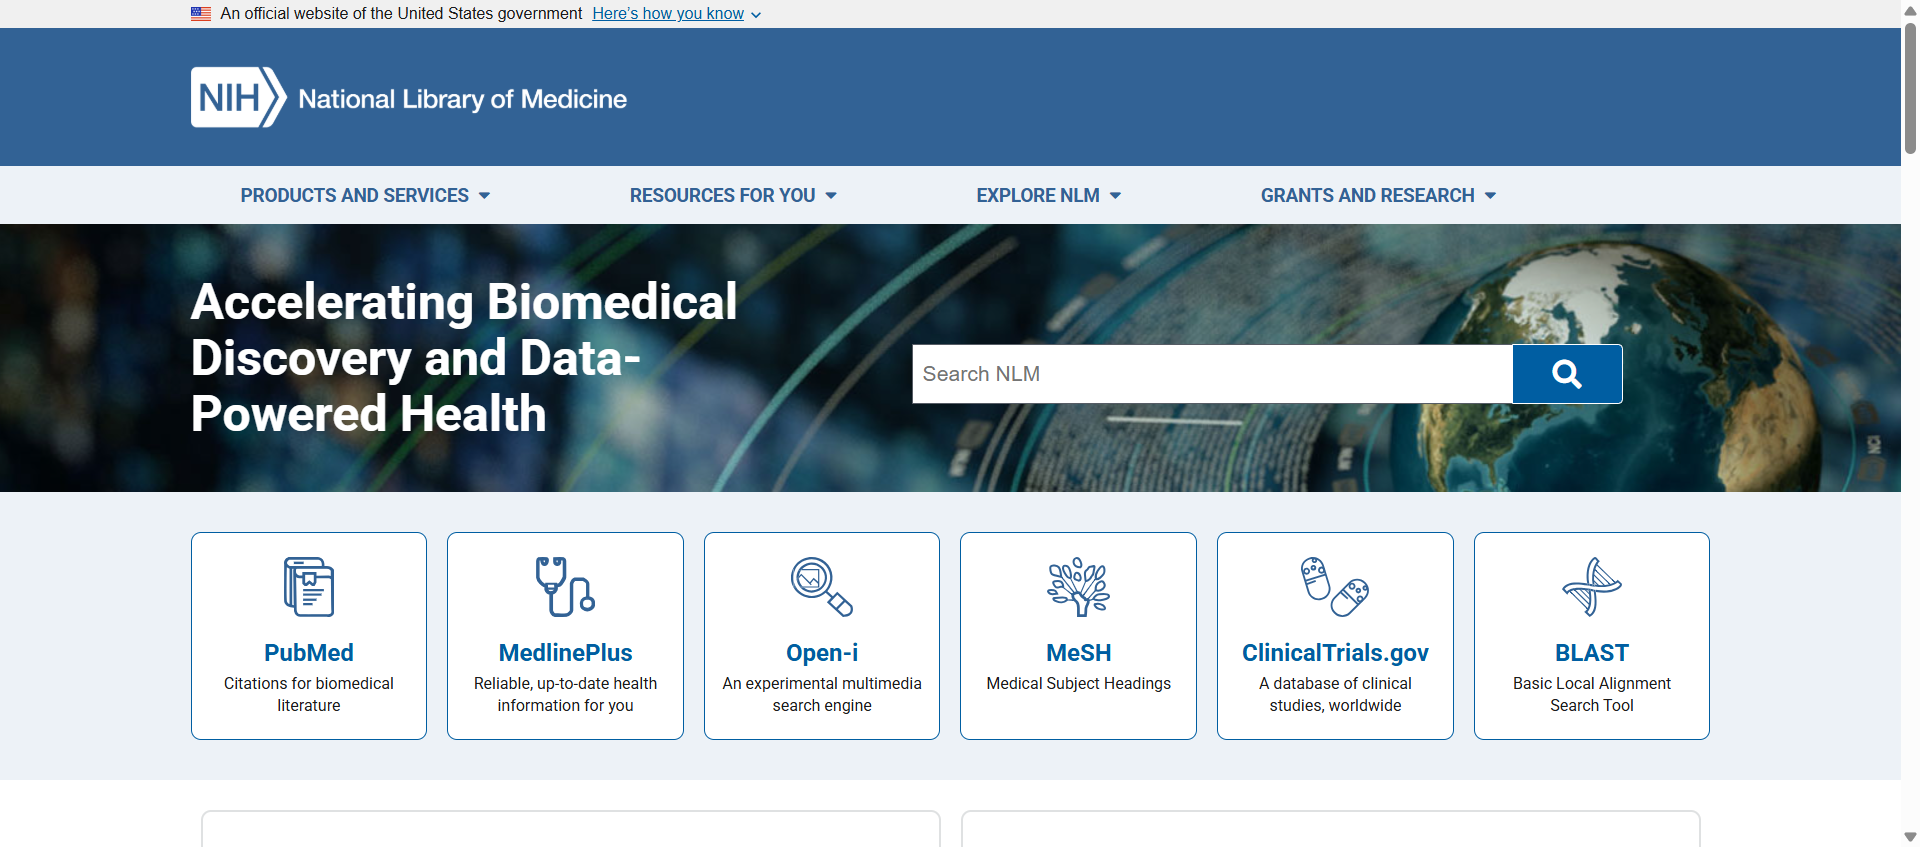 An official website of the United States government Here's how you know
NIH National Library of Medicine
PRODUCTS AND SERVICES RESOURCES FOR YOU EXPLORE NLM GRANTS AND RESEARCH
Accelerating Biomedical
Discovery and Data-
Powered Health
Search NLM
PubMed
Citations for biomedical
literature
MedlinePlus
Reliable, up-to-date health
information for you
Open-i
An experimental multimedia
search engine
MeSH
Medical Subject Headings
ClinicalTrials.gov
A database of clinical
studies, worldwide
BLAST
Basic Local Alignment
Search Tool